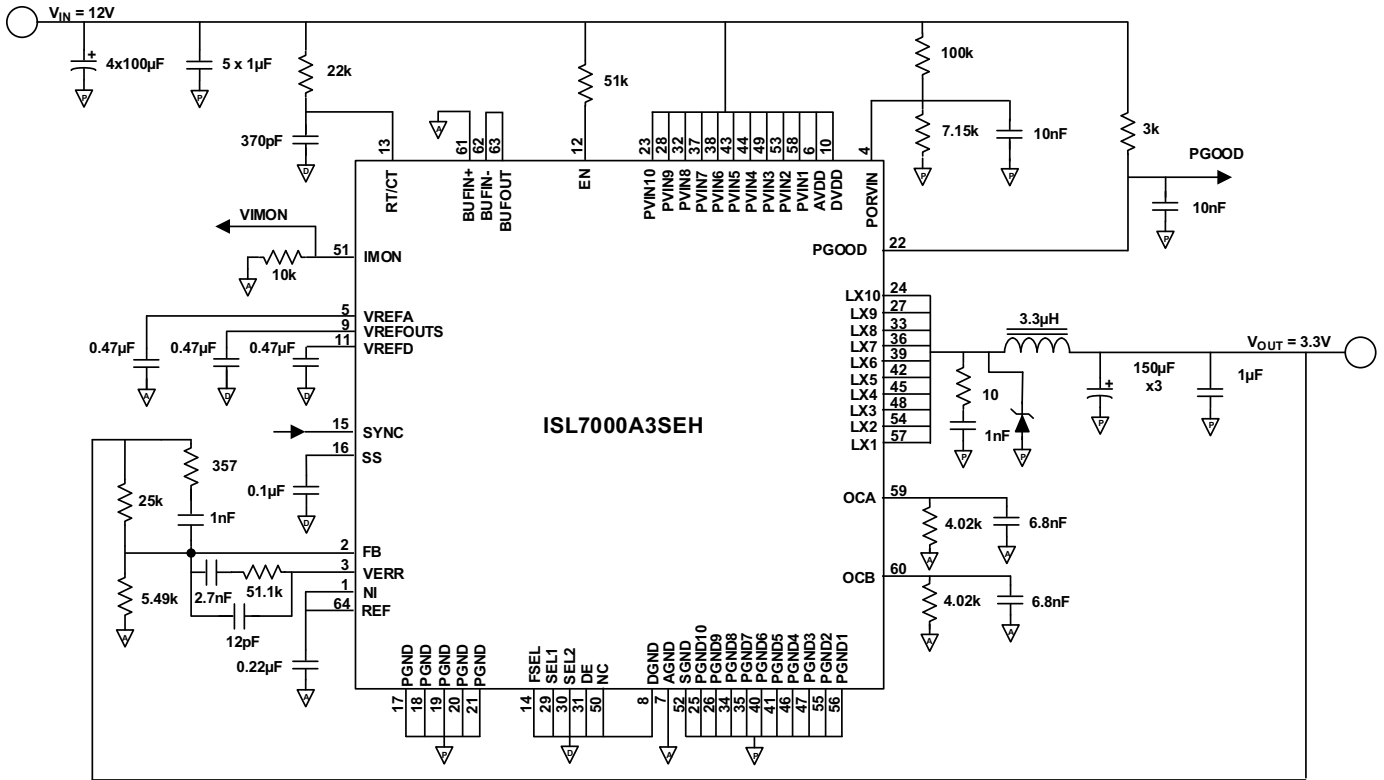 VIN = 12V
4x100µF
5 x 1µF
22k
51k
100k
7.15k
10nF
3k
PGOOD
10nF
370pF
13
61
62
63
12
23
28
32
37
38
43
44
49
53
58
6
10
4
RT/CT
BUFIN+
BUFIN-
BUFOUT
EN
PVIN10
PVIN9
PVIN8
PVIN7
PVIN6
PVIN5
PVIN4
PVIN3
PVIN2
PVIN1
AVDD
DVDD
PORVIN
VIMON
10k
51 IMON
PGOOD 22
5 VREFA
9 VREFOUTS
11 VREFD
0.47µF 0.47µF 0.47µF
LX10 24
LX9 27
LX8 33
LX7 36
LX6 39
LX5 42
LX4 45
LX3 48
LX2 54
LX1 57
3.3µH
VOUT = 3.3V
10
1nF
150µF
x3
1µF
ISL7000A3SEH
15 SYNC
16 SS
0.1µF
357
25k
1nF
2 FB
3 VERR
1 NI
64 REF
2.7nF
51.1k
12pF
5.49k
0.22µF
OCA 59
4.02k
6.8nF
OCB 60
4.02k
6.8nF
PGND
PGND
PGND
PGND
PGND
17
18
19
20
21
FSEL
SEL1
SEL2
DE
NC
14
29
30
31
50
DGND
AGND
SGND
PGND10
PGND9
PGND8
PGND7
PGND6
PGND5
PGND4
PGND3
PGND2
PGND1
8
7
52
25
26
34
35
40
41
46
47
55
56
A
A
A
A
A
A
A
A
A
D
D
D
D
D
P
P
P
P
P
P
P
P
P
P
P